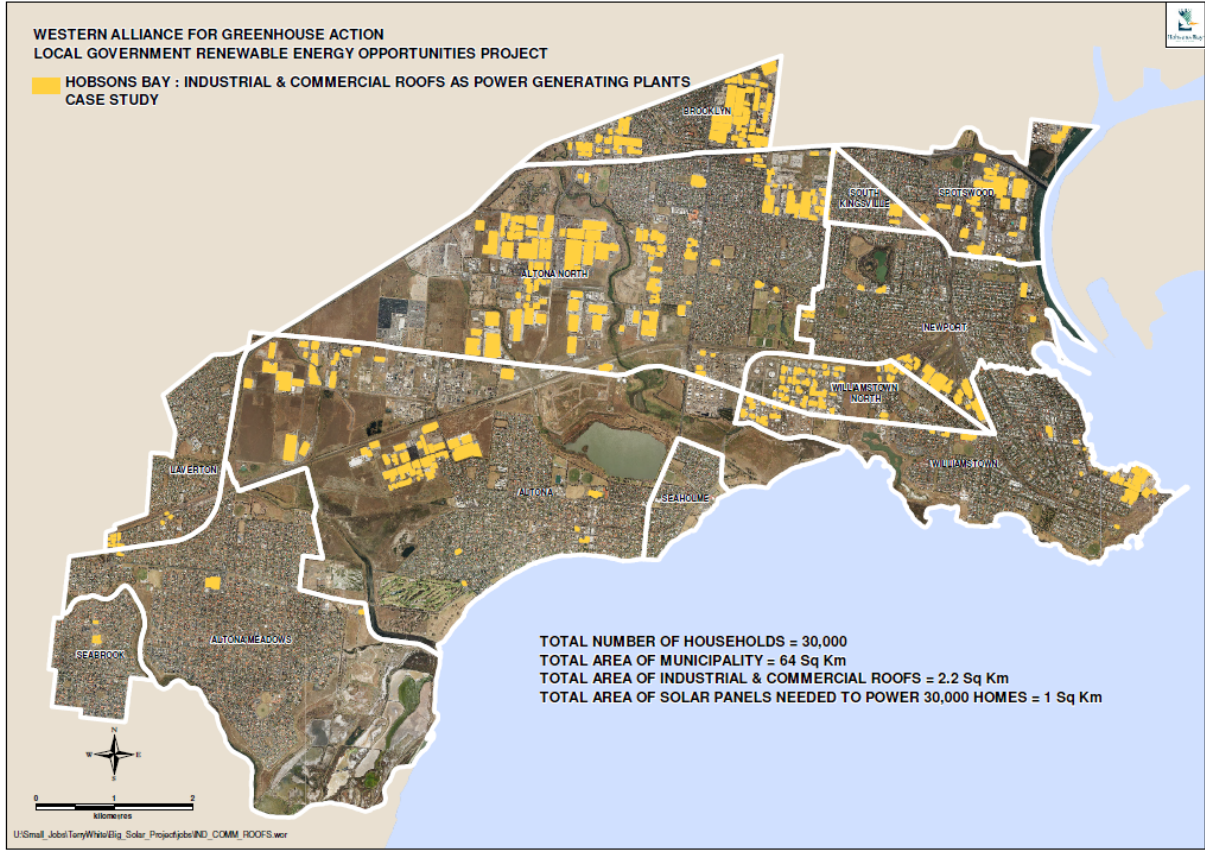 WESTERN ALLIANCE FOR GREENHOUSE ACTION
LOCAL GOVERNMENT RENEWABLE ENERGY OPPORTUNITIES PROJECT
HOBSONS BAY : INDUSTRIAL & COMMERCIAL ROOFS AS POWER GENERATING PLANTS
CASE STUDY
Hobsons Bay
BROOKLYN
SOUTH
KINGSVILLE
SPOTSWOOD
ALTONA NORTH
NEWPORT
WILLIAMSTOWN
NORTH
LAVERTON
WILLIAMSTOWN
ALTONA
SEAHOLME
ALTONA MEADOWS
SEABROOK
TOTAL NUMBER OF HOUSEHOLDS = 30,000
TOTAL AREA OF MUNICIPALITY = 64 Sq Km
TOTAL AREA OF INDUSTRIAL & COMMERCIAL ROOFS = 2.2 Sq Km
TOTAL AREA OF SOLAR PANELS NEEDED TO POWER 30,000 HOMES = 1 Sq Km
N
W E
S
0 1 2
kilometres
U:\Small_Jobs\TerryWhite\Big_Solar_Project\jobs\IND_COMM_ROOFS.wor